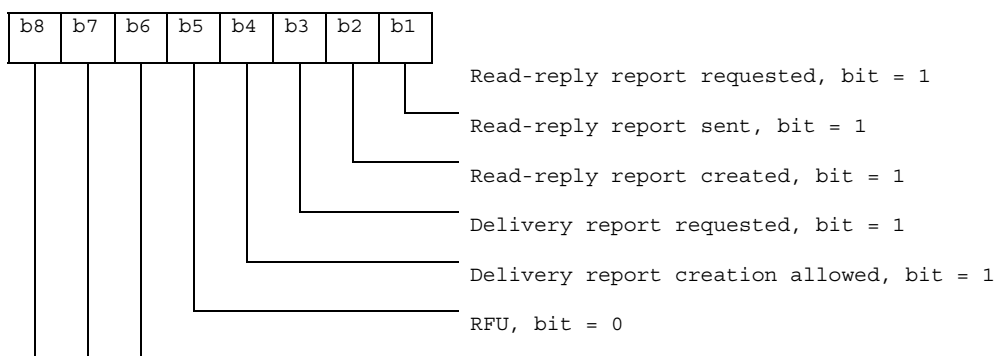 b8 b7 b6 b5 b4 b3 b2 b1
Read-reply report requested, bit = 1
Read-reply report sent, bit = 1
Read-reply report created, bit = 1
Delivery report requested, bit = 1
Delivery report creation allowed, bit = 1
RFU, bit = 0